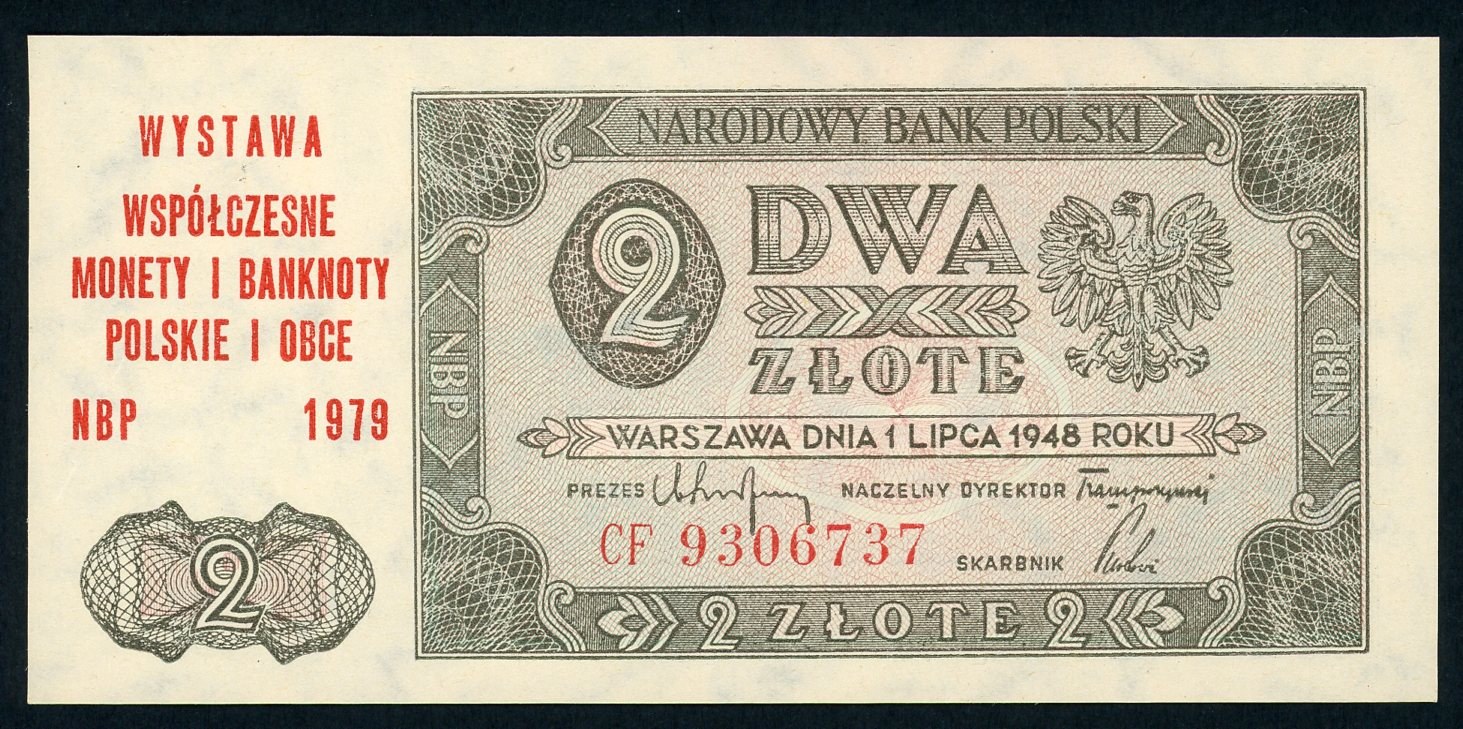 WYSTAWA
WSPÓŁCZESNE
MONETY I BANKNOTY
POLSKIE I OBCE
NBP 1979
2
NARODOWY BANK POLSKI
2
DWA
ZŁOTE
NBP
NBP
WARSZAWA DNIA 1 LIPCA 1948 ROKU
PREZES NACZELNY DYREKTOR
CF 9306737
SKARBNIK
2 ZŁOTE 2